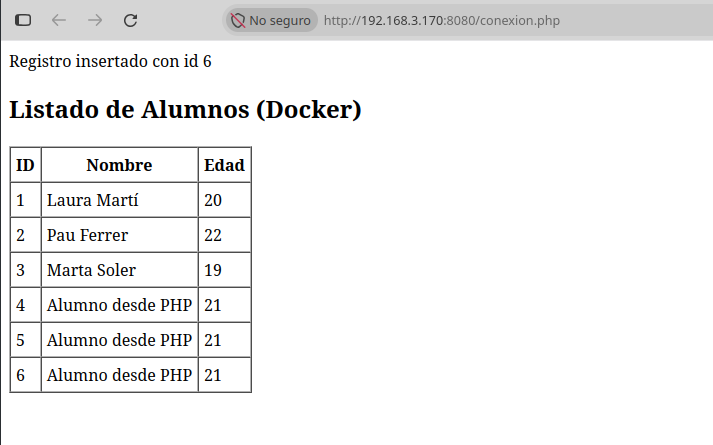 No seguro http://192.168.3.170:8080/conexion.php
Registro insertado con id 6
Listado de Alumnos (Docker)
ID Nombre Edad
1 Laura Martí 20
2 Pau Ferrer 22
3 Marta Soler 19
4 Alumno desde PHP 21
5 Alumno desde PHP 21
6 Alumno desde PHP 21